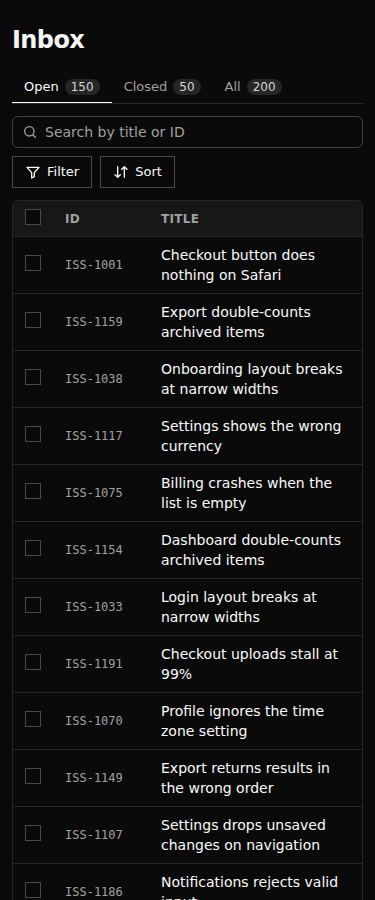 Inbox
Open 150 Closed 50 All 200
Search by title or ID
Filter Sort
ID TITLE
ISS-1001 Checkout button does
nothing on Safari
ISS-1159 Export double-counts
archived items
ISS-1038 Onboarding layout breaks
at narrow widths
ISS-1117 Settings shows the wrong
currency
ISS-1075 Billing crashes when the
list is empty
ISS-1154 Dashboard double-counts
archived items
ISS-1033 Login layout breaks at
narrow widths
ISS-1191 Checkout uploads stall at
99%
ISS-1070 Profile ignores the time
zone setting
ISS-1149 Export returns results in
the wrong order
ISS-1107 Settings drops unsaved
changes on navigation
ISS-1186 Notifications rejects valid